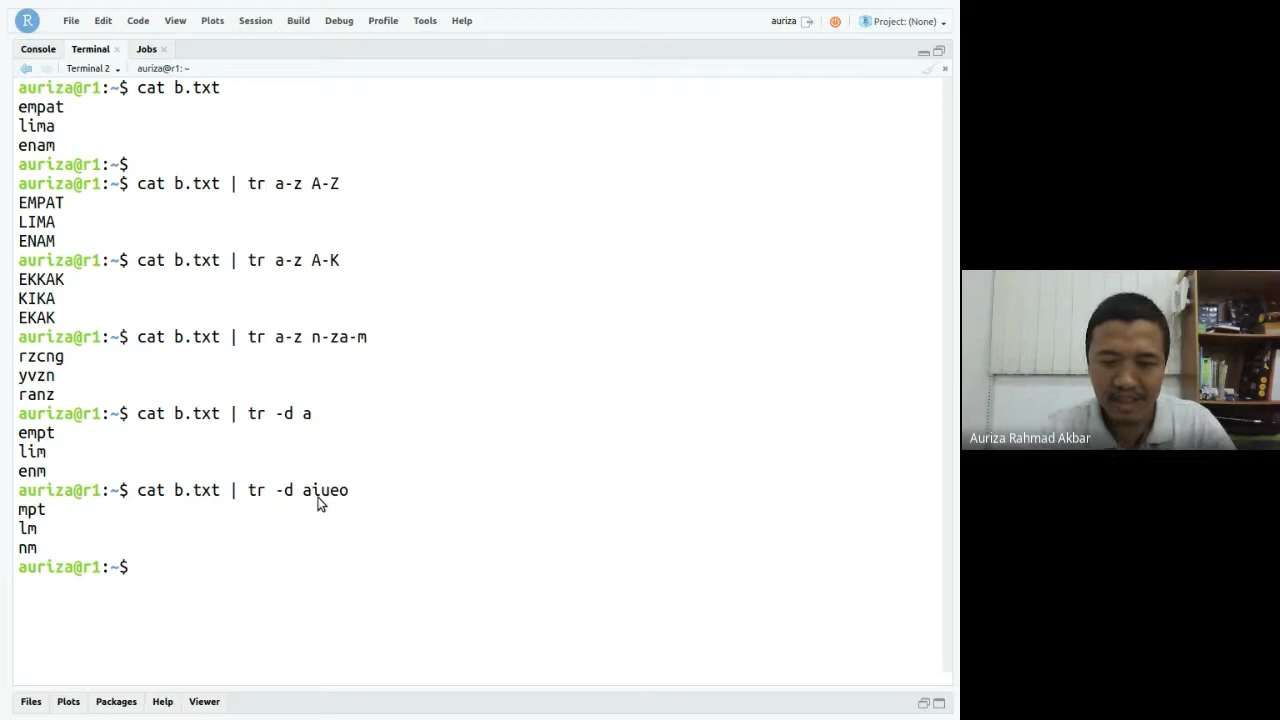 R File Edit Code View Plots Session Build Debug Profile Tools Help auriza R Project: (None)
Console Terminal × Jobs ×
Terminal 2 auriza@r1: ~
auriza@r1:~$ cat b.txt
empat
lima
enam
auriza@r1:~$
auriza@r1:~$ cat b.txt | tr a-z A-Z
EMPAT
LIMA
ENAM
auriza@r1:~$ cat b.txt | tr a-z A-K
EKKAK
KIKA
EKAK
auriza@r1:~$ cat b.txt | tr a-z n-za-m
rzcng
yvzn
ranz
auriza@r1:~$ cat b.txt | tr -d a
empt
lim
enm
auriza@r1:~$ cat b.txt | tr -d aiueo
mpt
lm
nm
auriza@r1:~$
Files Plots Packages Help Viewer
Auriza Rahmad Akbar